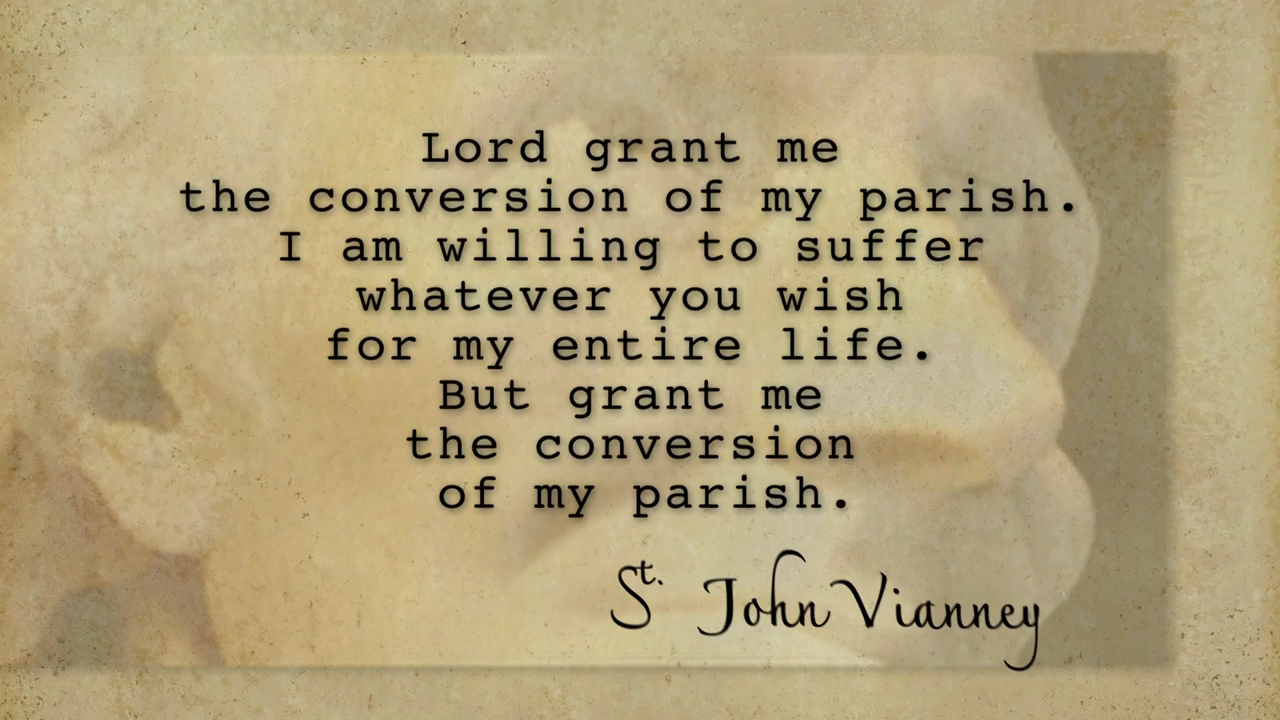 Lord grant me
the conversion of my parish.
I am willing to suffer
whatever you wish
for my entire life.
But grant me
the conversion
of my parish.
St. John Vianney